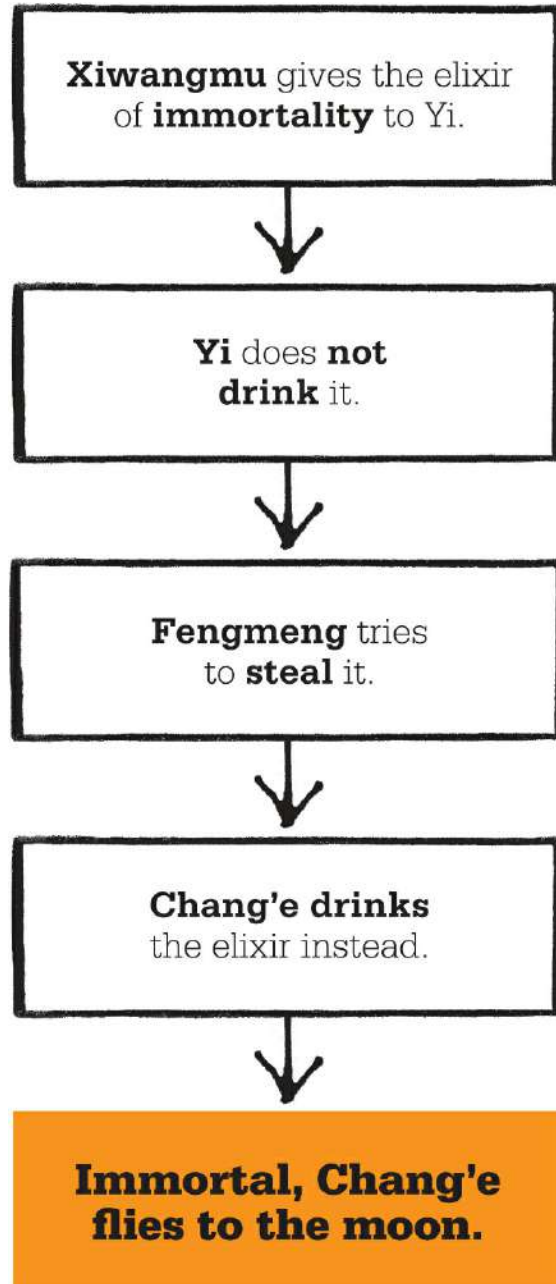 Xiwangmu gives the elixir
of immortality to Yi.
Yi does not
drink it.
Fengmeng tries
to steal it.
Chang’e drinks
the elixir instead.
Immortal, Chang’e
flies to the moon.